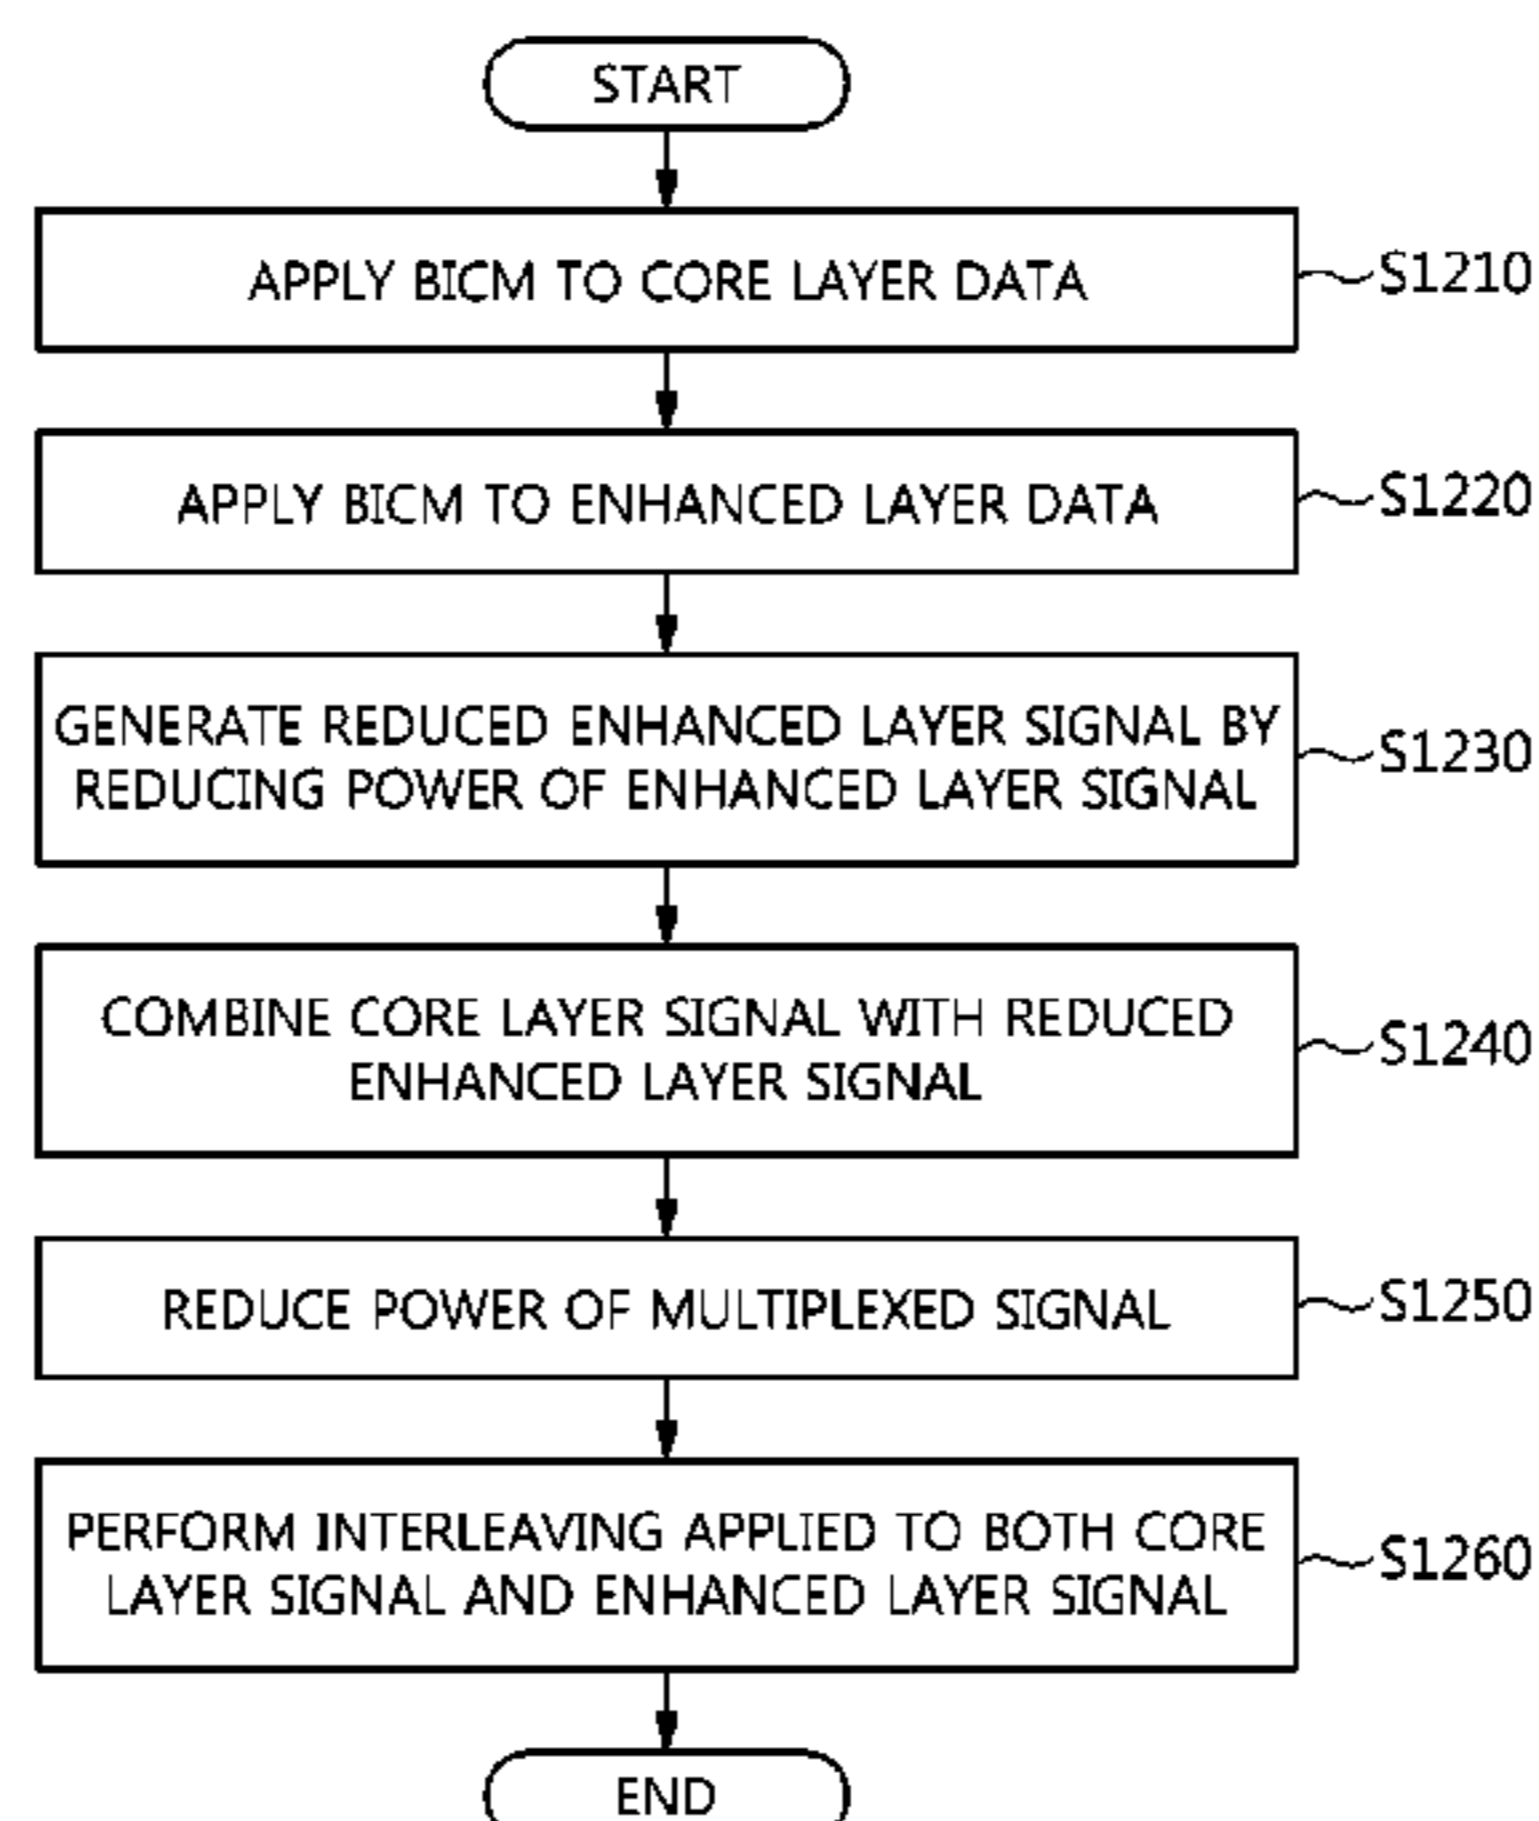 START
APPLY BICM TO CORE LAYER DATA
S1210
APPLY BICM TO ENHANCED LAYER DATA
S1220
GENERATE REDUCED ENHANCED LAYER SIGNAL BY
REDUCING POWER OF ENHANCED LAYER SIGNAL
S1230
COMBINE CORE LAYER SIGNAL WITH REDUCED
ENHANCED LAYER SIGNAL
S1240
REDUCE POWER OF MULTIPLEXED SIGNAL
S1250
PERFORM INTERLEAVING APPLIED TO BOTH CORE
LAYER SIGNAL AND ENHANCED LAYER SIGNAL
S1260
END